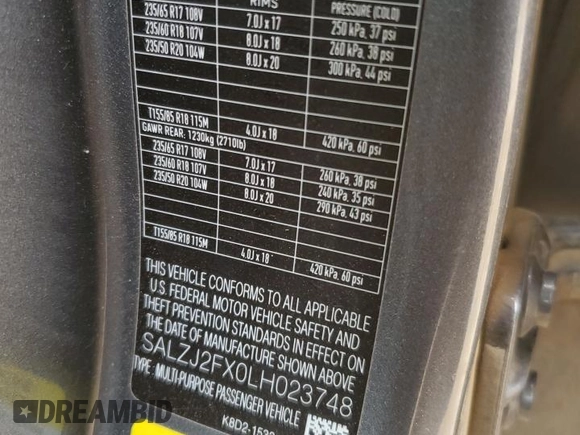 RIMS PRESSURE (COLD)
235/65 R17 108V 7.0J x 17 250 kPa, 37 psi
235/60 R18 107V 8.0J x 18 260 kPa, 38 psi
235/50 R20 104W 8.0J x 20 300 kPa, 44 psi
T155/85 R18 115M 4.0J x 18 420 kPa, 60 psi
GAWR REAR: 1230kg (2710lb)
235/65 R17 108V 7.0J x 17 260 kPa, 38 psi
235/60 R18 107V 8.0J x 18 240 kPa, 35 psi
235/50 R20 104W 8.0J x 20 290 kPa, 43 psi
T155/85 R18 115M 4.0J x 18 420 kPa, 60 psi
THIS VEHICLE CONFORMS TO ALL APPLICABLE
U.S. FEDERAL MOTOR VEHICLE SAFETY AND
THEFT PREVENTION STANDARDS IN EFFECT ON
THE DATE OF MANUFACTURE SHOWN ABOVE
SALZJ2FX0LH023748
TYPE: MULTI-PURPOSE PASSENGER VEHICLE
autobidcar